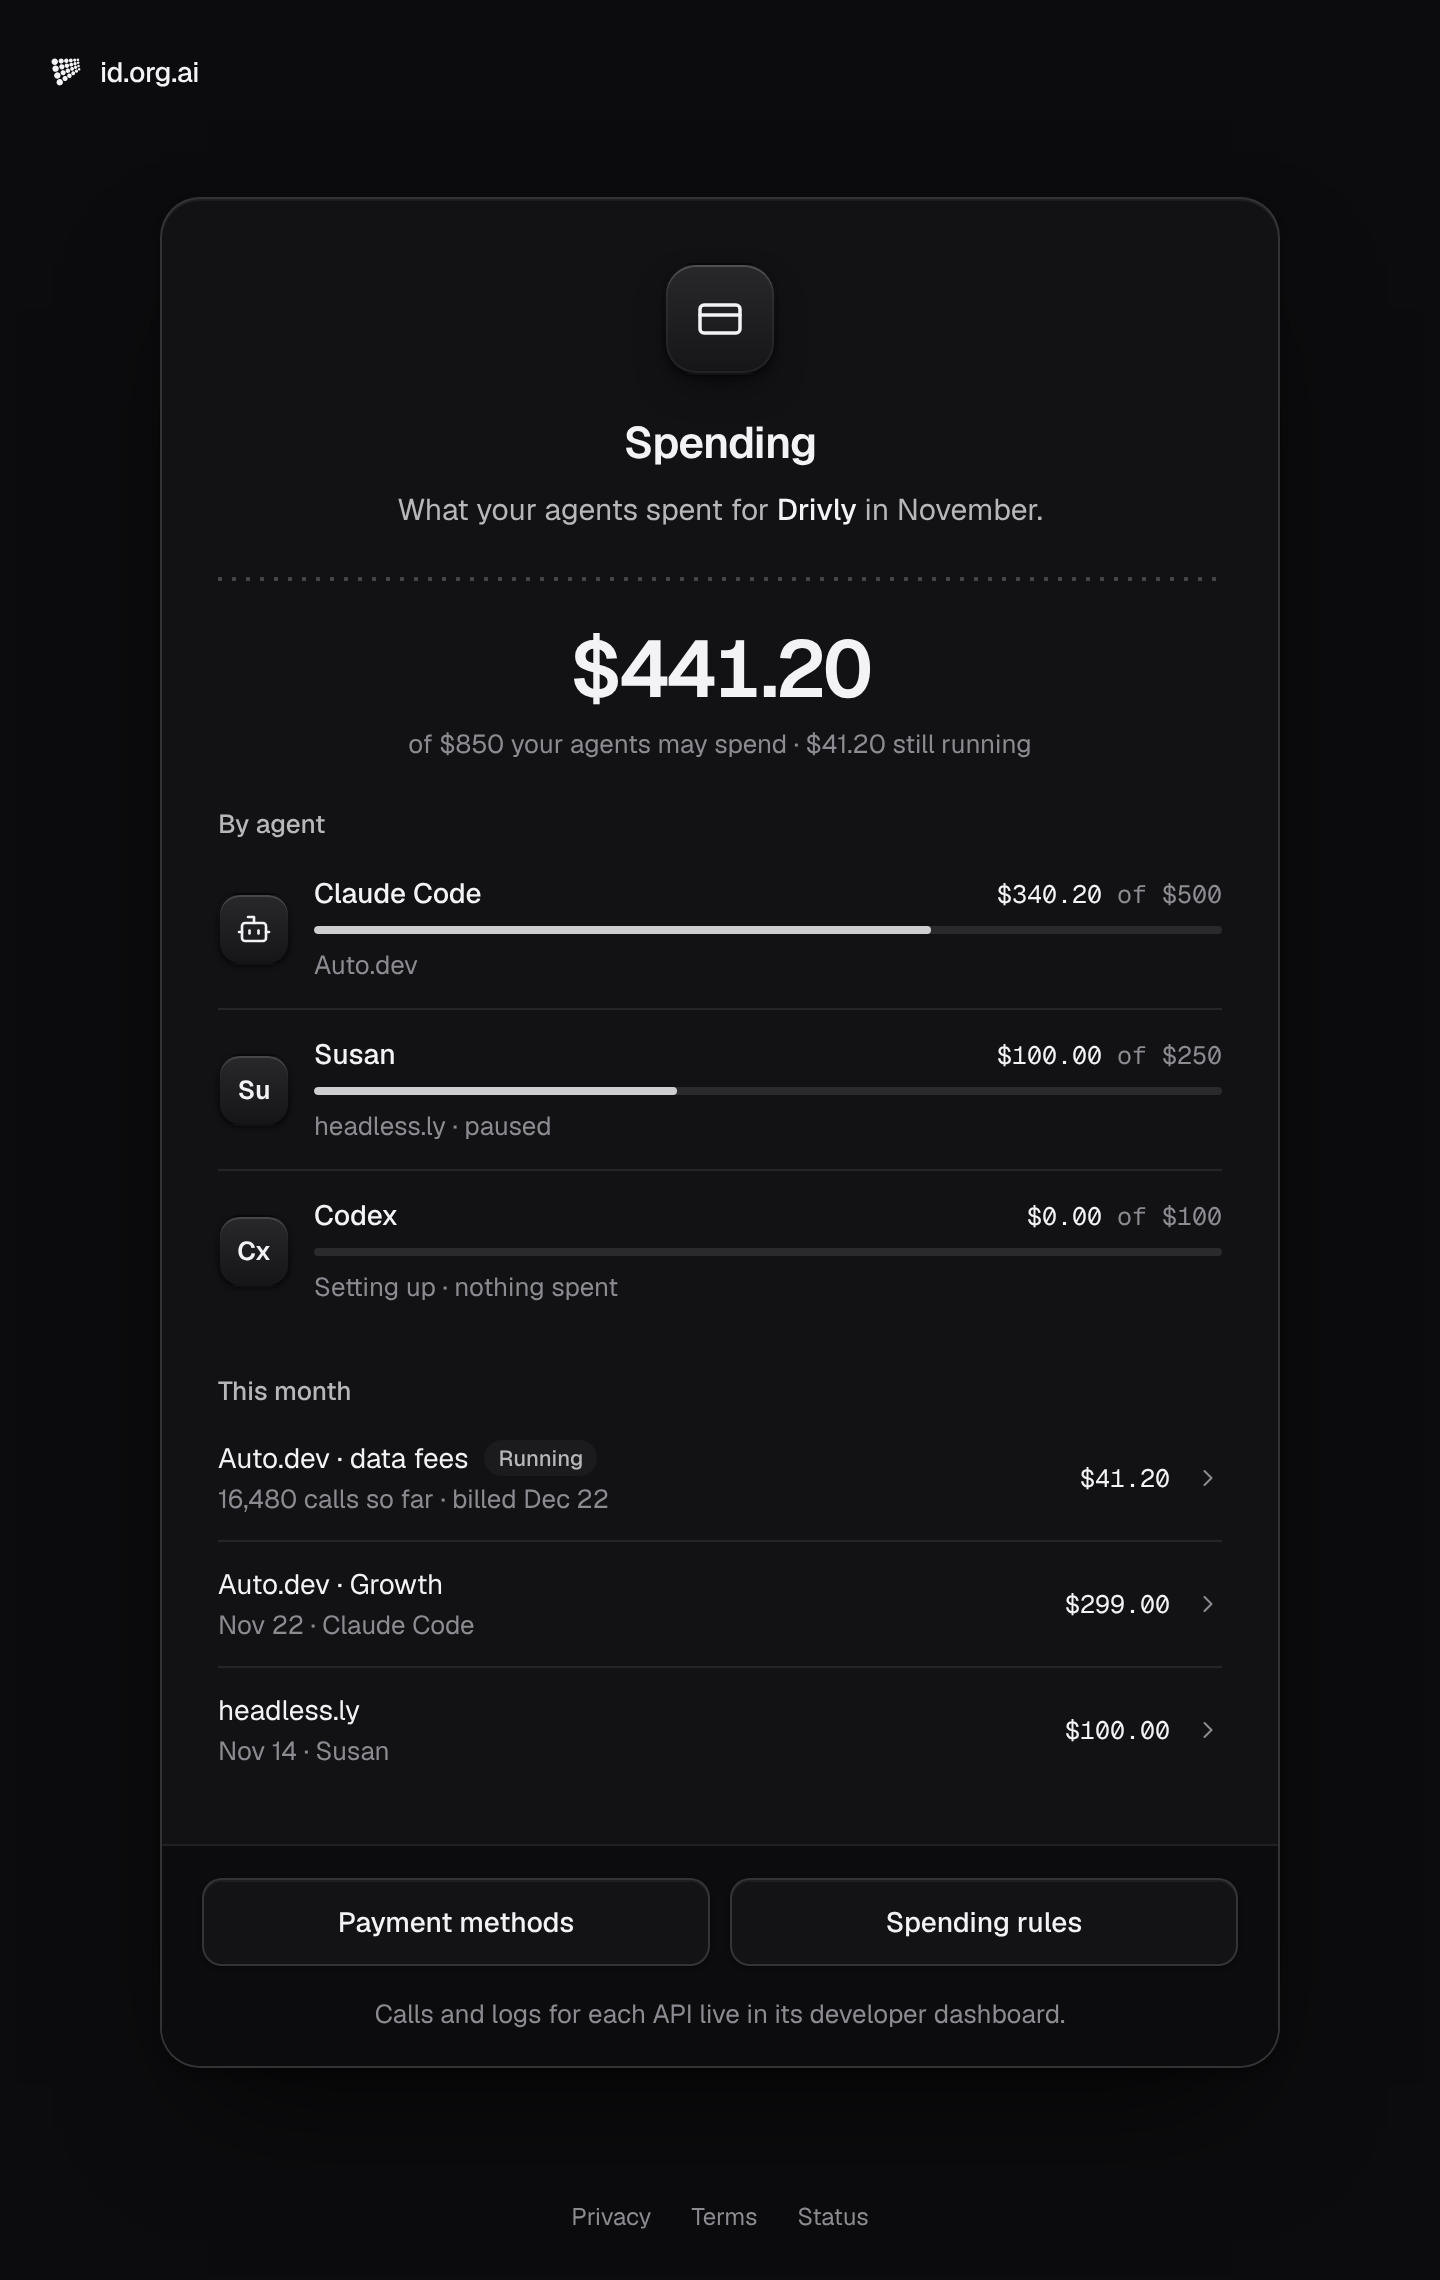 id.org.ai
Spending
What your agents spent for Drivly in November.
$441.20
of $850 your agents may spend · $41.20 still running
By agent
Claude Code $340.20 of $500
Auto.dev
Su
Susan $100.00 of $250
headless.ly · paused
Cx
Codex $0.00 of $100
Setting up · nothing spent
This month
Auto.dev · data fees Running
16,480 calls so far · billed Dec 22
$41.20
Auto.dev · Growth
Nov 22 · Claude Code
$299.00
headless.ly
Nov 14 · Susan
$100.00
Payment methods Spending rules
Calls and logs for each API live in its developer dashboard.
Privacy Terms Status